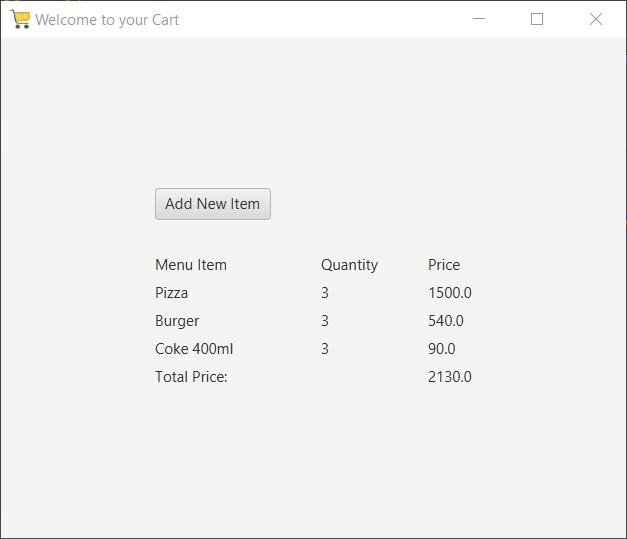 Welcome to your Cart
Add New Item
Menu Item Quantity Price
Pizza 3 1500.0
Burger 3 540.0
Coke 400ml 3 90.0
Total Price: 2130.0